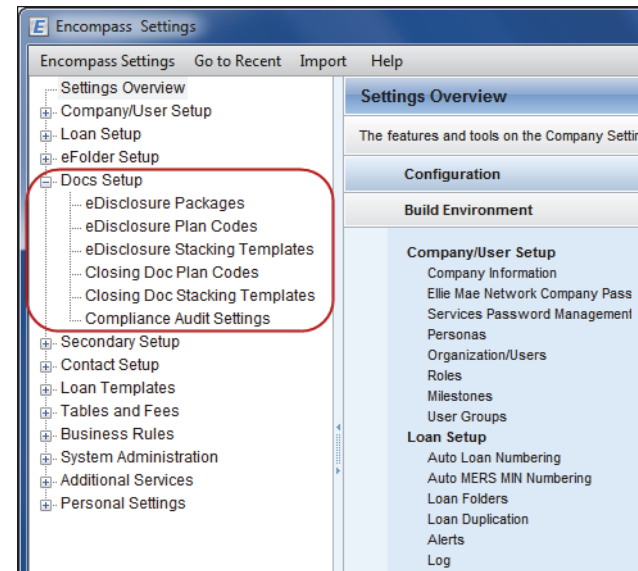 E Encompass Settings
Encompass Settings Go to Recent Import Help
Settings Overview
Company/User Setup
Loan Setup
eFolder Setup
Docs Setup
eDisclosure Packages
eDisclosure Plan Codes
eDisclosure Stacking Templates
Closing Doc Plan Codes
Closing Doc Stacking Templates
Compliance Audit Settings
Secondary Setup
Contact Setup
Loan Templates
Tables and Fees
Business Rules
System Administration
Additional Services
Personal Settings
Settings Overview
The features and tools on the Company Settin
Configuration
Build Environment
Company/User Setup
Company Information
Ellie Mae Network Company Pass
Services Password Management
Personas
Organization/Users
Roles
Milestones
User Groups
Loan Setup
Auto Loan Numbering
Auto MERS MIN Numbering
Loan Folders
Loan Duplication
Alerts
Log